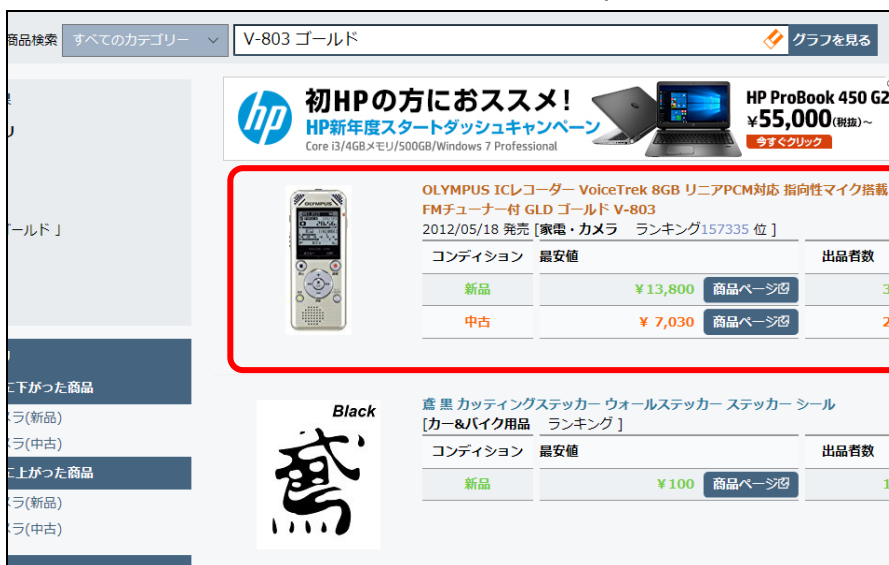 商品検索 すべてのカテゴリー V-803 ゴールド グラフを見る
hp
初HPの方におススメ!
HP新年度スタートダッシュキャンペーン
Core i3/4GBメモリ/500GB/Windows 7 Professional
HP ProBook 450 G2
¥55,000(税抜)~
今すぐクリック
ゴールド 」
OLYMPUS ICレコーダー VoiceTrek 8GB リニアPCM対応 指向性マイク搭載
FMチューナー付 GLD ゴールド V-803
2012/05/18 発売 [家電・カメラ ランキング157335 位 ]
コンディション 最安値 出品者数
新品 ¥13,800 商品ページ 3
中古 ¥ 7,030 商品ページ 2
OLYMPUS
に下がった商品
ラ(新品)
ラ(中古)
に上がった商品
ラ(新品)
ラ(中古)
Black
鳶
鳶 黒 カッティングステッカー ウォールステッカー ステッカー シール
[カー&バイク用品 ランキング ]
コンディション 最安値 出品者数
新品 ¥100 商品ページ 1